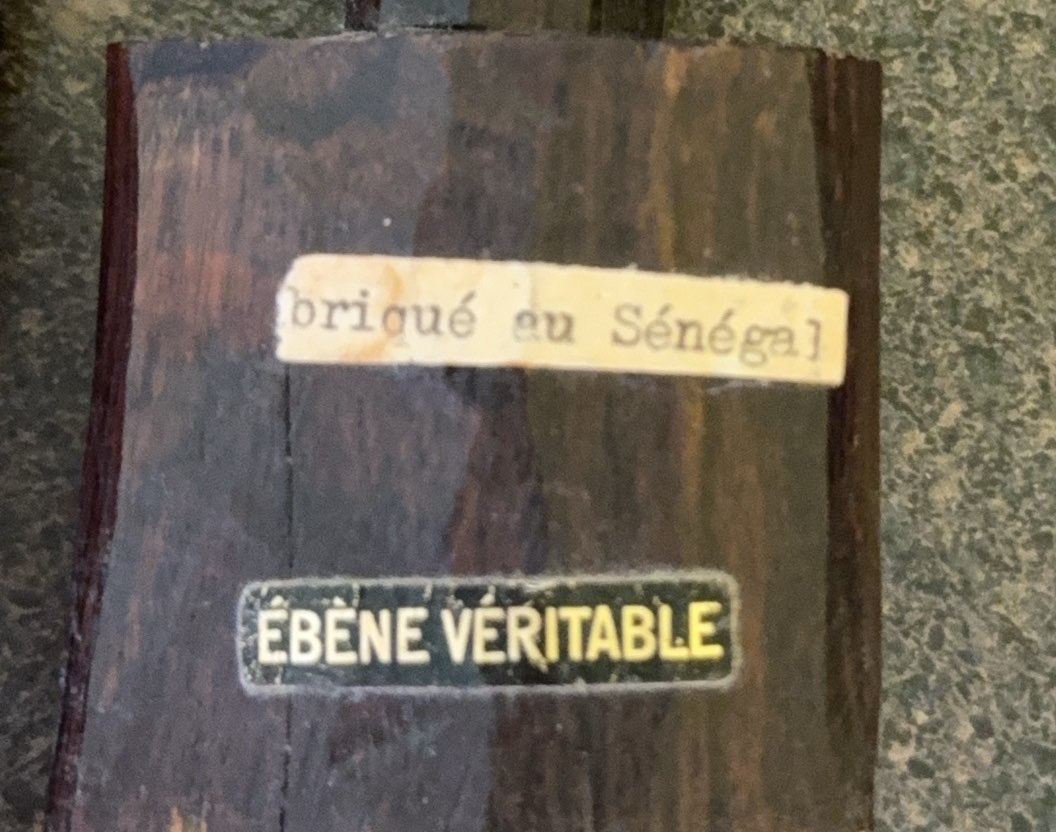 briqué au Sénégal
ÉBÈNE VÉRITABLE